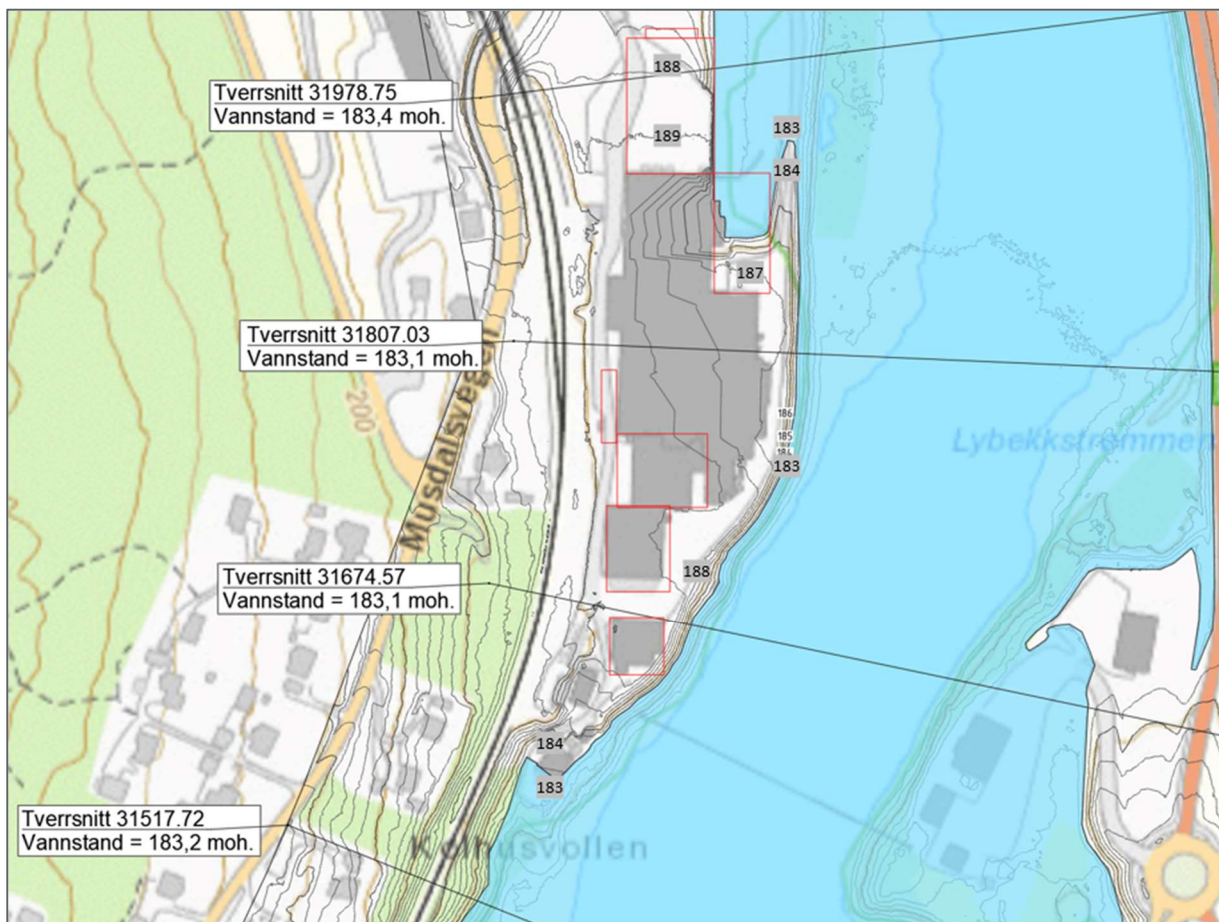 Tverrsnitt 31978.75
Vannstand = 183,4 moh.
188
189
183
184
187
Tverrsnitt 31807.03
Vannstand = 183,1 moh.
Musdalsvegen
200
186
185
184
183
Lybekkstrømmen
Tverrsnitt 31674.57
Vannstand = 183,1 moh.
188
184
183
Tverrsnitt 31517.72
Vannstand = 183,2 moh.
Kolhusvollen